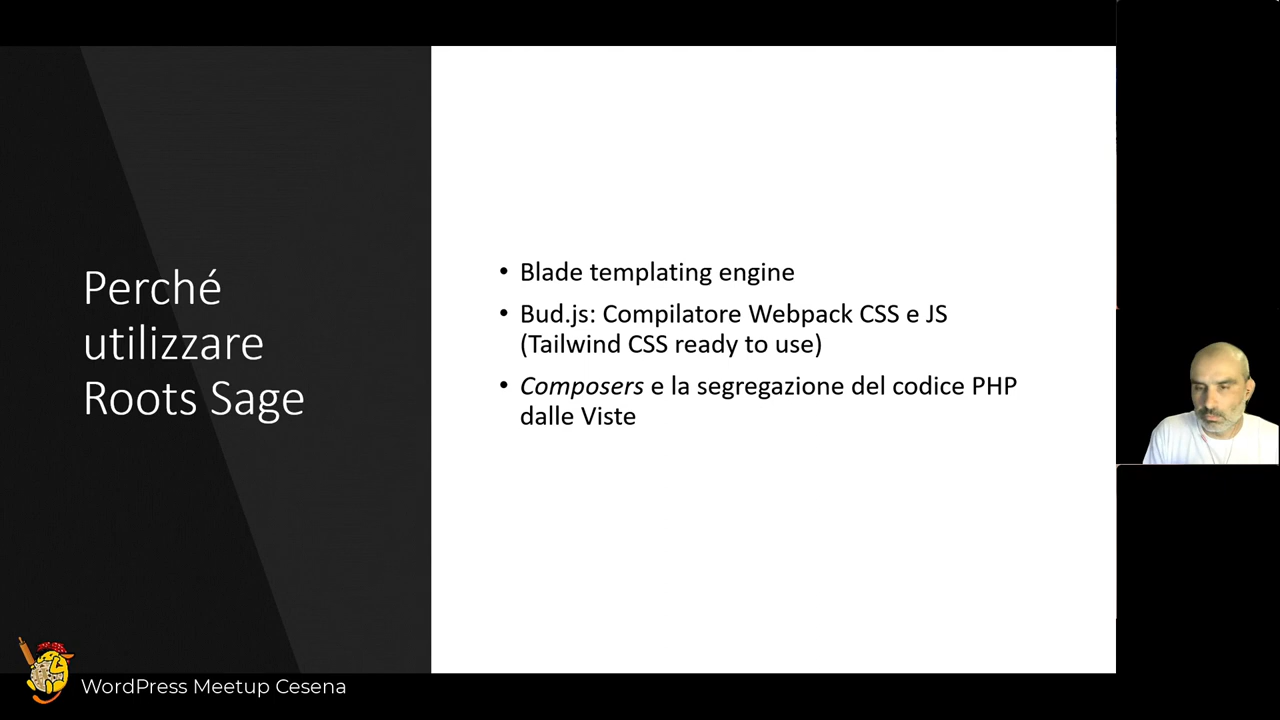 Perché
utilizzare
Roots Sage
• Blade templating engine
• Bud.js: Compilatore Webpack CSS e JS
(Tailwind CSS ready to use)
• Composers e la segregazione del codice PHP
dalle Viste
WordPress Meetup Cesena